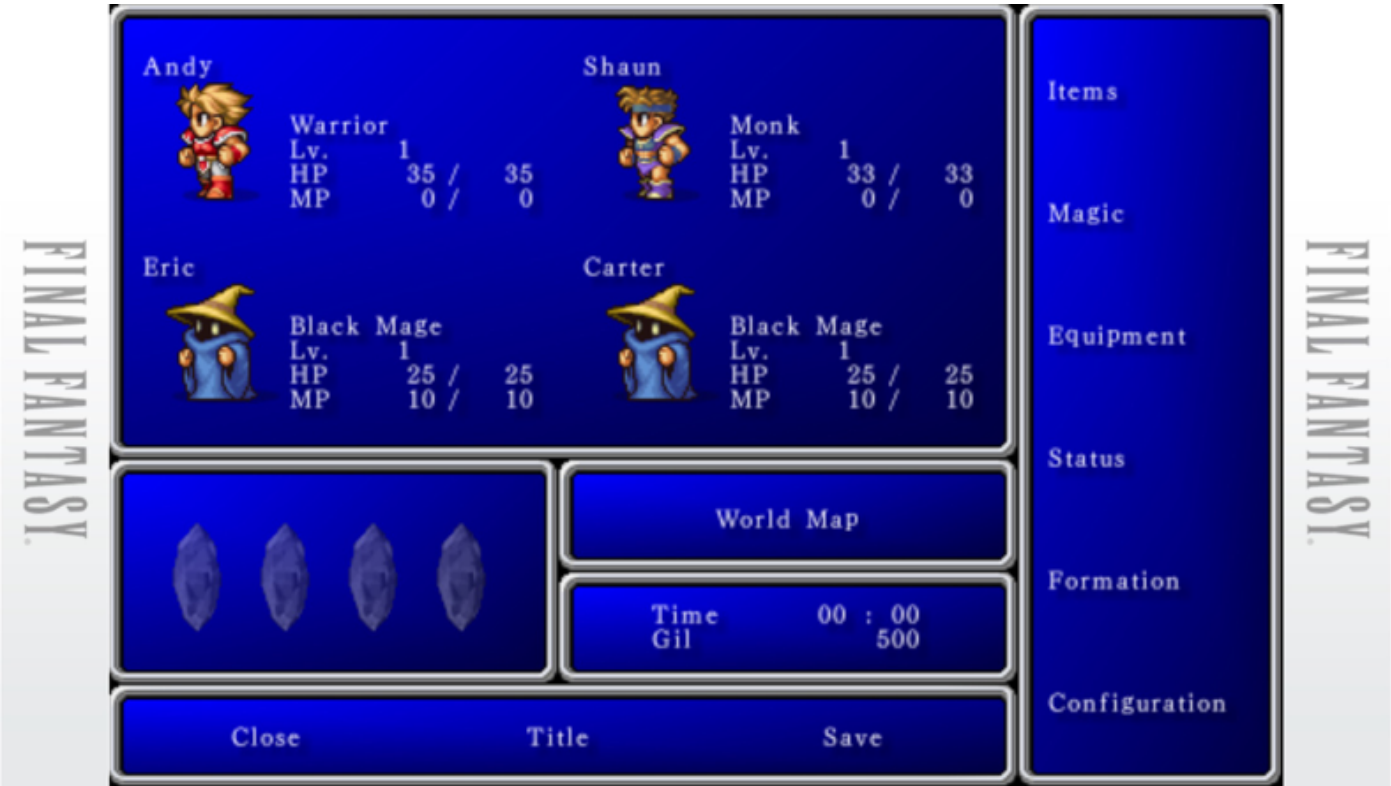 FINAL FANTASY
Andy
Warrior
Lv. 1
HP 35 / 35
MP 0 / 0
Shaun
Monk
Lv. 1
HP 33 / 33
MP 0 / 0
Eric
Black Mage
Lv. 1
HP 25 / 25
MP 10 / 10
Carter
Black Mage
Lv. 1
HP 25 / 25
MP 10 / 10
World Map
Time 00 : 00
Gil 500
Close Title Save
Items
Magic
Equipment
Status
Formation
Configuration
FINAL FANTASY